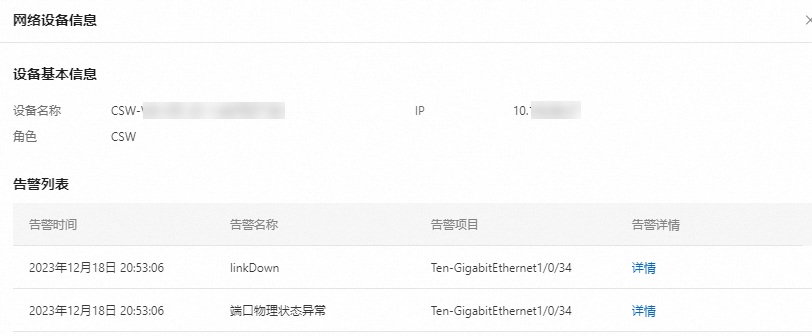 网络设备信息
设备基本信息
设备名称 CSW- IP 10.
角色 CSW
告警列表
告警时间 告警名称 告警项目 告警详情
2023年12月18日 20:53:06 linkDown Ten-GigabitEthernet1/0/34 详情
2023年12月18日 20:53:06 端口物理状态异常 Ten-GigabitEthernet1/0/34 详情